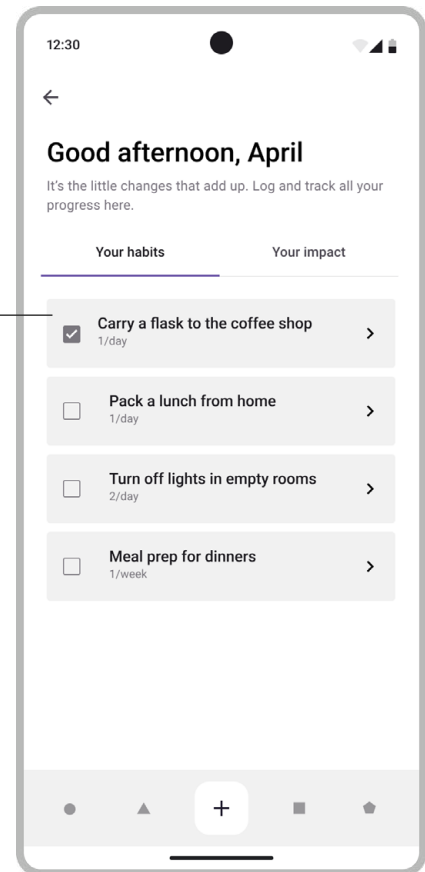 12:30
Good afternoon, April
It's the little changes that add up. Log and track all your
progress here.
Your habits
Your impact
Carry a flask to the coffee shop
1/day
Pack a lunch from home
1/day
Turn off lights in empty rooms
2/day
Meal prep for dinners
1/week